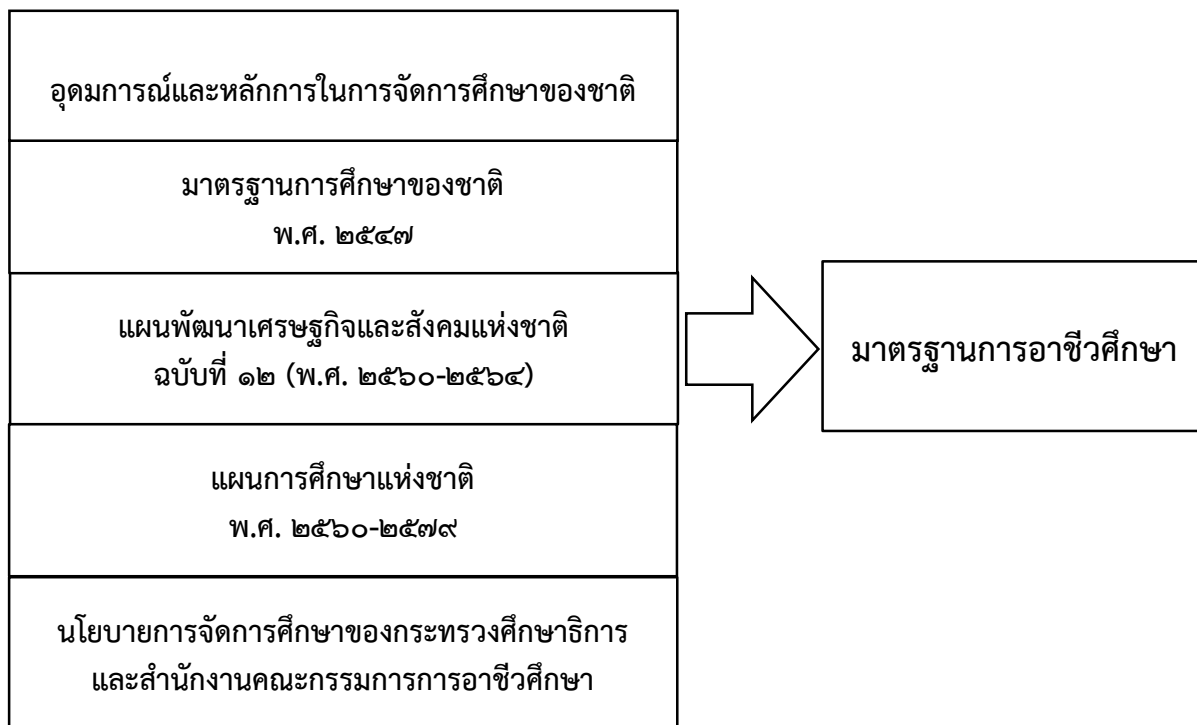 อุดมการณ์และหลักการในการจัดการศึกษาของชาติ
มาตรฐานการศึกษาของชาติ
พ.ศ. ๒๕๔๗
แผนพัฒนาเศรษฐกิจและสังคมแห่งชาติ
ฉบับที่ ๑๒ (พ.ศ. ๒๕๖๐-๒๕๖๔)
แผนการศึกษาแห่งชาติ
พ.ศ. ๒๕๖๐-๒๕๗๙
นโยบายการจัดการศึกษาของกระทรวงศึกษาธิการ
และสำนักงานคณะกรรมการการอาชีวศึกษา
มาตรฐานการอาชีวศึกษา